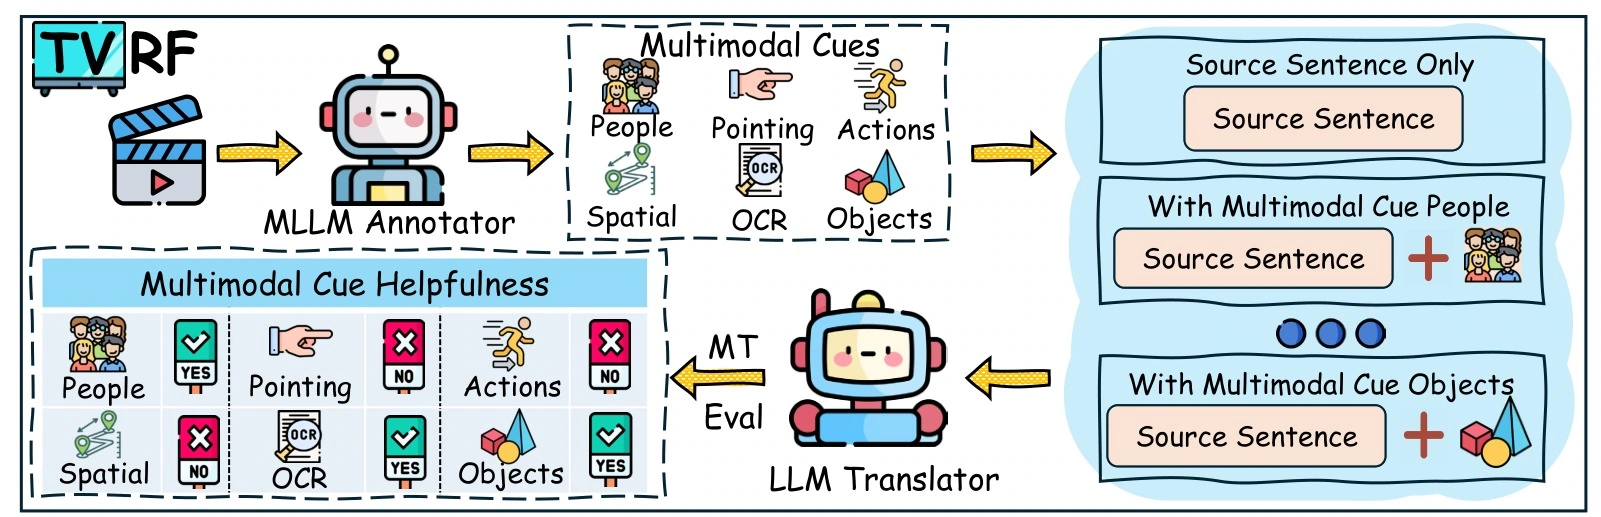 TVRF
MLLM Annotator
Multimodal Cues
People
Pointing
Actions
Spatial
OCR
OCR
Objects
Source Sentence Only
Source Sentence
With Multimodal Cue People
Source Sentence
With Multimodal Cue Objects
Source Sentence
LLM Translator
MT
Eval
Multimodal Cue Helpfulness
People
YES
Pointing
NO
Actions
NO
Spatial
NO
OCR
OCR
YES
Objects
YES